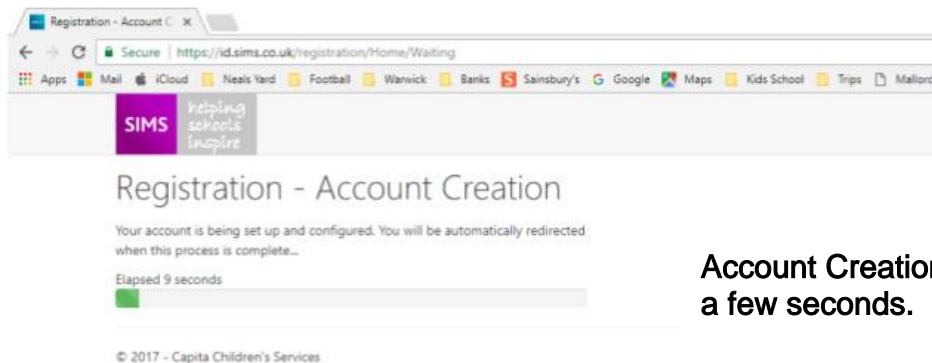 Registration - Account C
Secure | https://id.sims.co.uk/registration/Home/Waiting
Apps Mail iCloud Neals Yard Football Warwick Banks Sainsbury's Google Maps Kids School Trips Mallord
SIMS helping schools inspire
Registration - Account Creation
Your account is being set up and configured. You will be automatically redirected
when this process is complete...
Elapsed 9 seconds
Account Creation
a few seconds.
© 2017 - Capita Children's Services